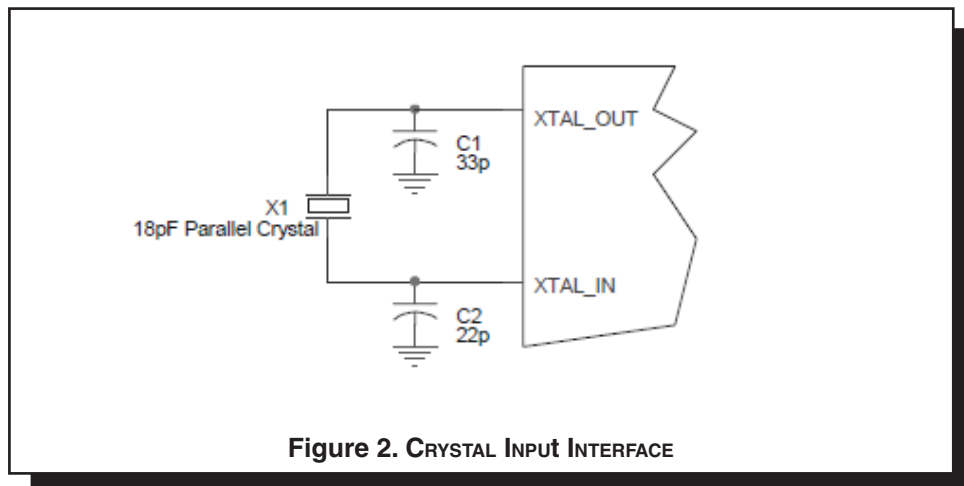 XTAL_OUT
C1
33p
X1
18pF Parallel Crystal
XTAL_IN
C2
22p
Figure 2. CRYSTAL INPUt INTERFACE